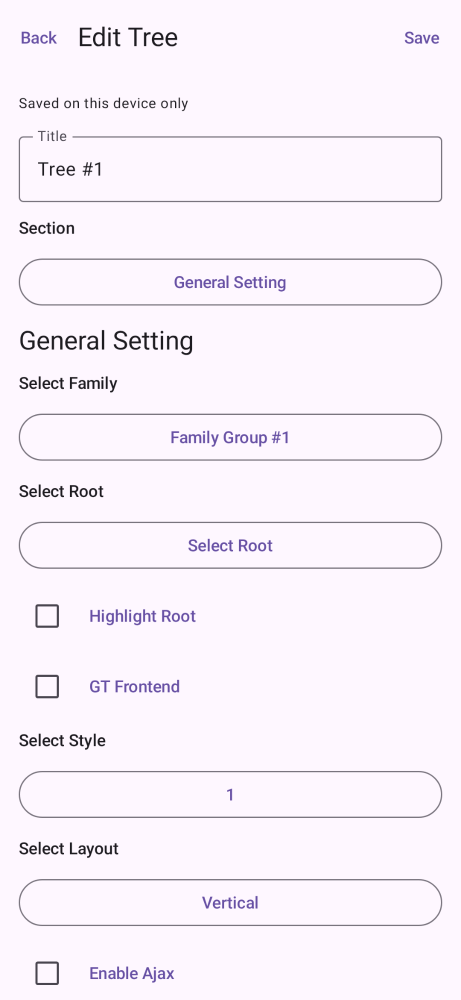 Back Edit Tree Save
Saved on this device only
Title
Tree #1
Section
General Setting
General Setting
Select Family
Family Group #1
Select Root
Select Root
Highlight Root
GT Frontend
Select Style
1
Select Layout
Vertical
Enable Ajax